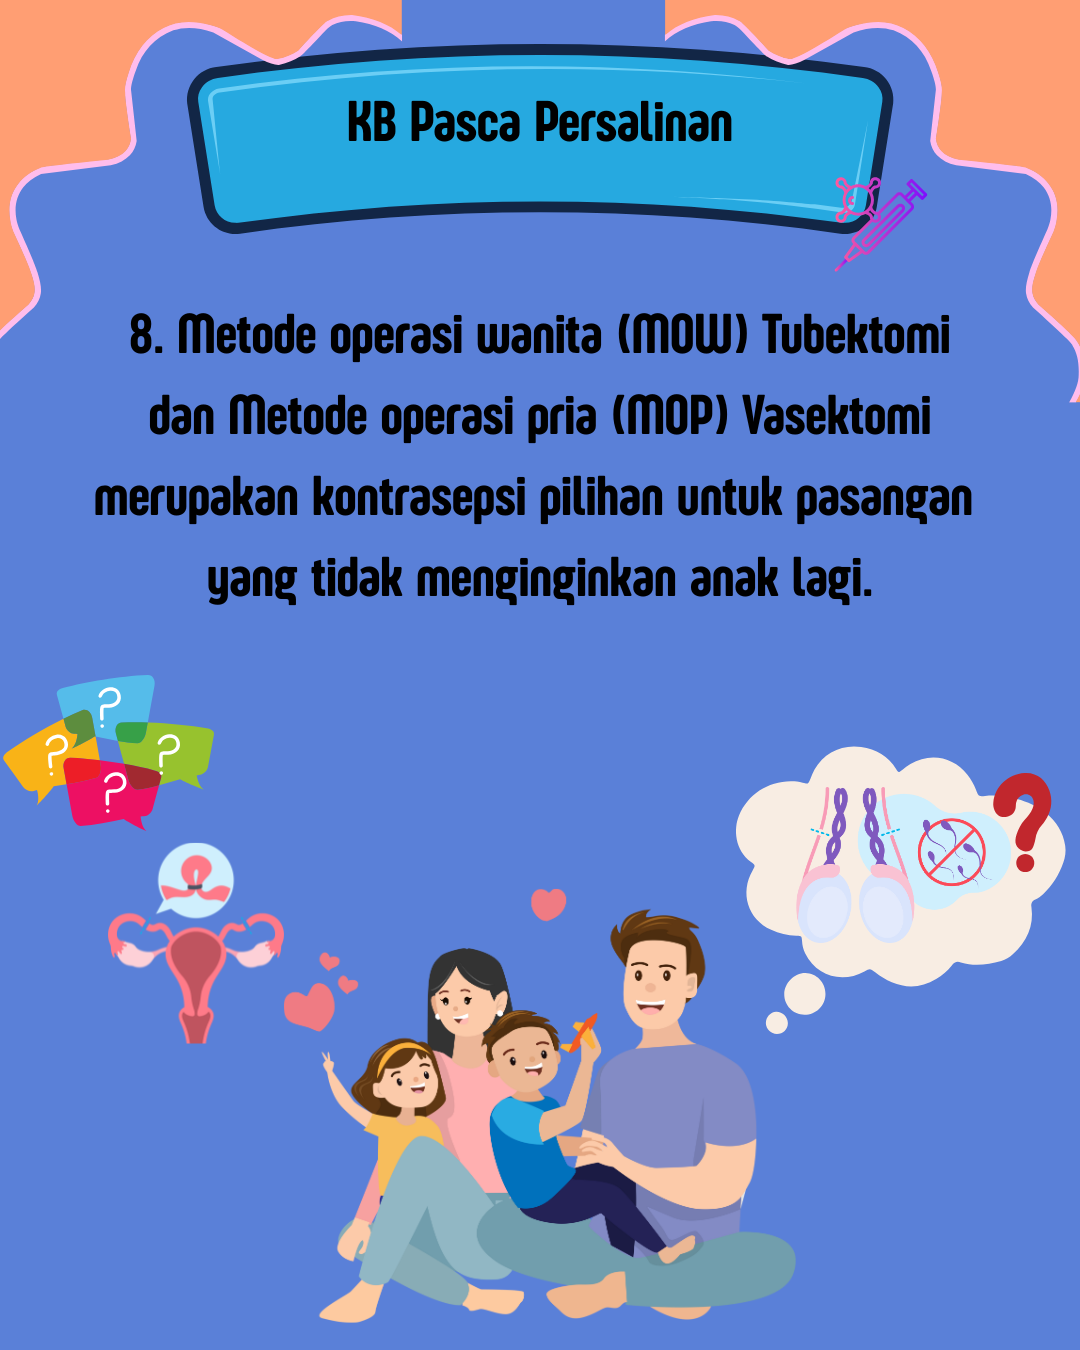 KB Pasca Persalinan
8. Metode operasi wanita (MOW) Tubektomi
dan Metode operasi pria (MOP) Vasektomi
merupakan kontrasepsi pilihan untuk pasangan
yang tidak menginginkan anak lagi.
?
?
?
?
?